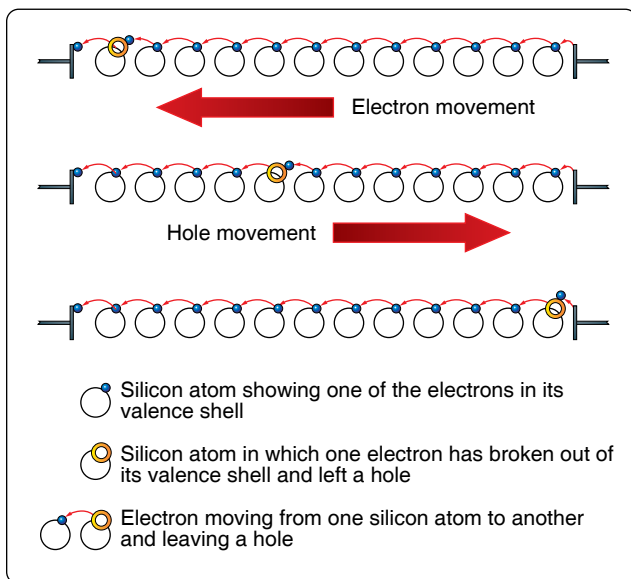 Electron movement
Hole movement
Silicon atom showing one of the electrons in its
valence shell
Silicon atom in which one electron has broken out of
its valence shell and left a hole
Electron moving from one silicon atom to another
and leaving a hole